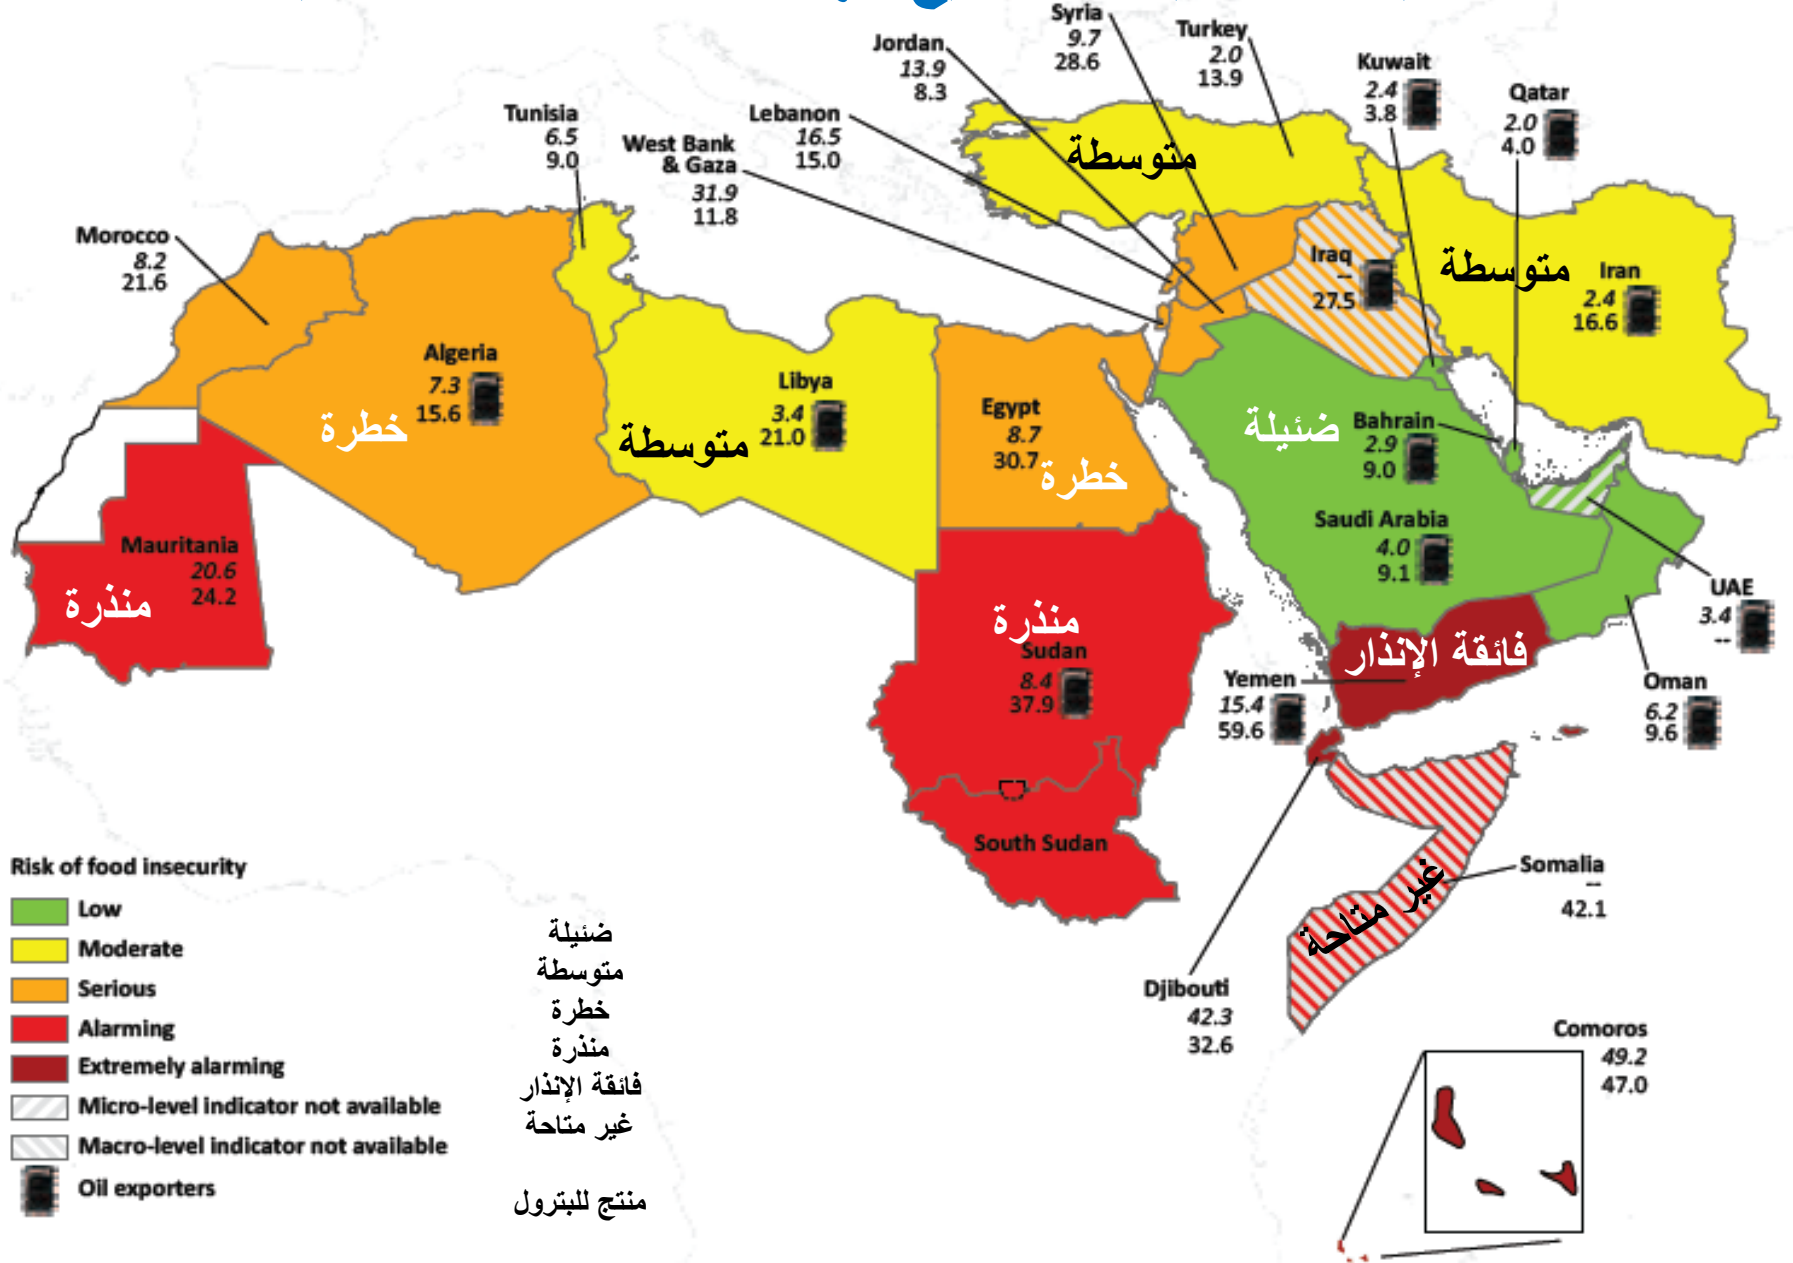 Syria
9.7
28.6
Turkey
2.0
13.9
Jordan
13.9
8.3
Kuwait
2.4
3.8
Qatar
2.0
4.0
Tunisia
6.5
9.0
Lebanon
16.5
15.0
West Bank
& Gaza
31.9
11.8
متوسطة
Morocco
8.2
21.6
Iraq
--
27.5
متوسطة
Iran
2.4
16.6
Algeria
7.3
15.6
خطرة
Libya
3.4
21.0
متوسطة
Egypt
8.7
30.7
خطرة
ضئيلة
Bahrain
2.9
9.0
Saudi Arabia
4.0
9.1
Mauritania
20.6
24.2
منذرة
UAE
3.4
--
منذرة
Sudan
8.4
37.9
فائقة الإنذار
Yemen
15.4
59.6
Oman
6.2
9.6
South Sudan
Somalia
--
42.1
غير متاحة
Djibouti
42.3
32.6
Comoros
49.2
47.0
Risk of food insecurity
Low
Moderate
Serious
Alarming
Extremely alarming
Micro-level indicator not available
Macro-level indicator not available
Oil exporters
ضئيلة
متوسطة
خطرة
منذرة
فائقة الإنذار
غير متاحة
منتج للبترول